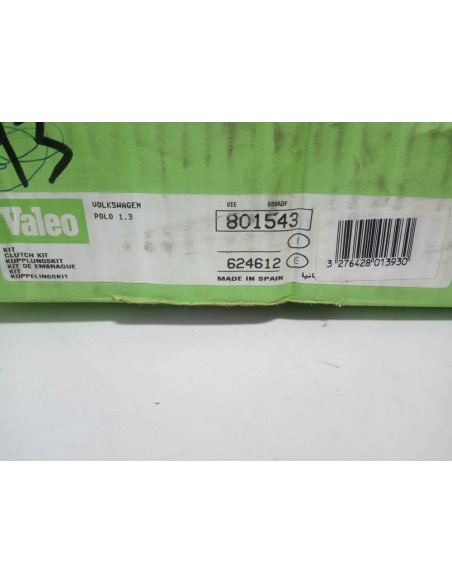 Valeo
VOLKSWAGEN
POLO 1.3
VEE
801543
I
624612 E
MADE IN SPAIN
KIT
CLUTCH KIT
KUPPLUNGSKIT
KIT DE EMBRAGUE
KIT
KOPPELINGSKIT
3 276428 013930